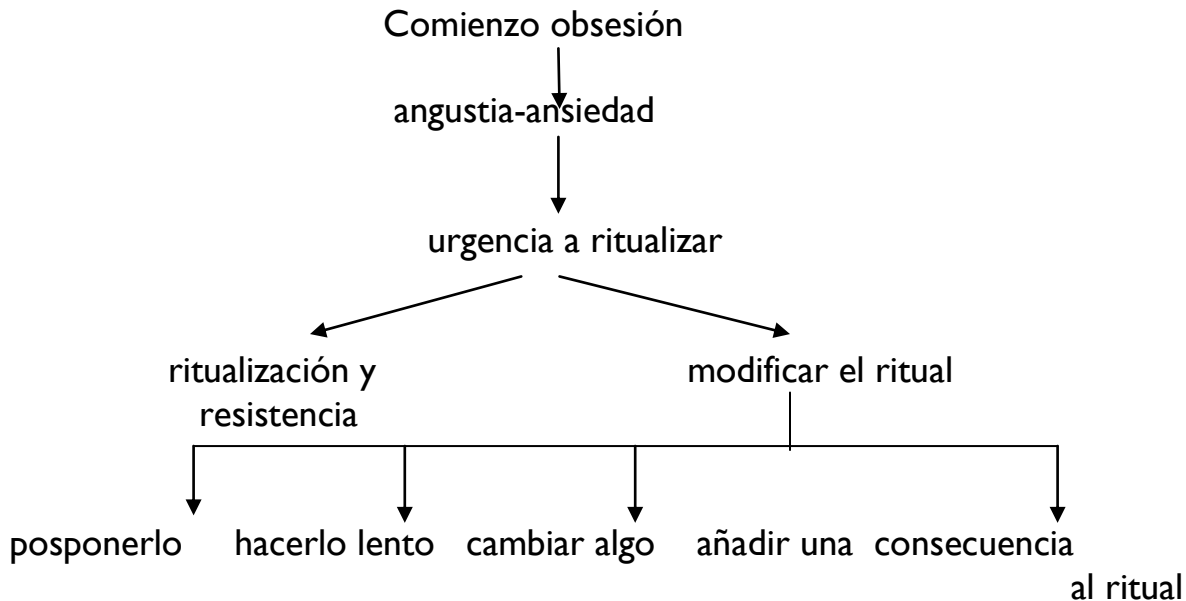 Comienzo obsesión
angustia-ansiedad
urgencia a ritualizar
ritualización y
resistencia
modificar el ritual
posponerlo hacerlo lento cambiar algo añadir una consecuencia
al ritual